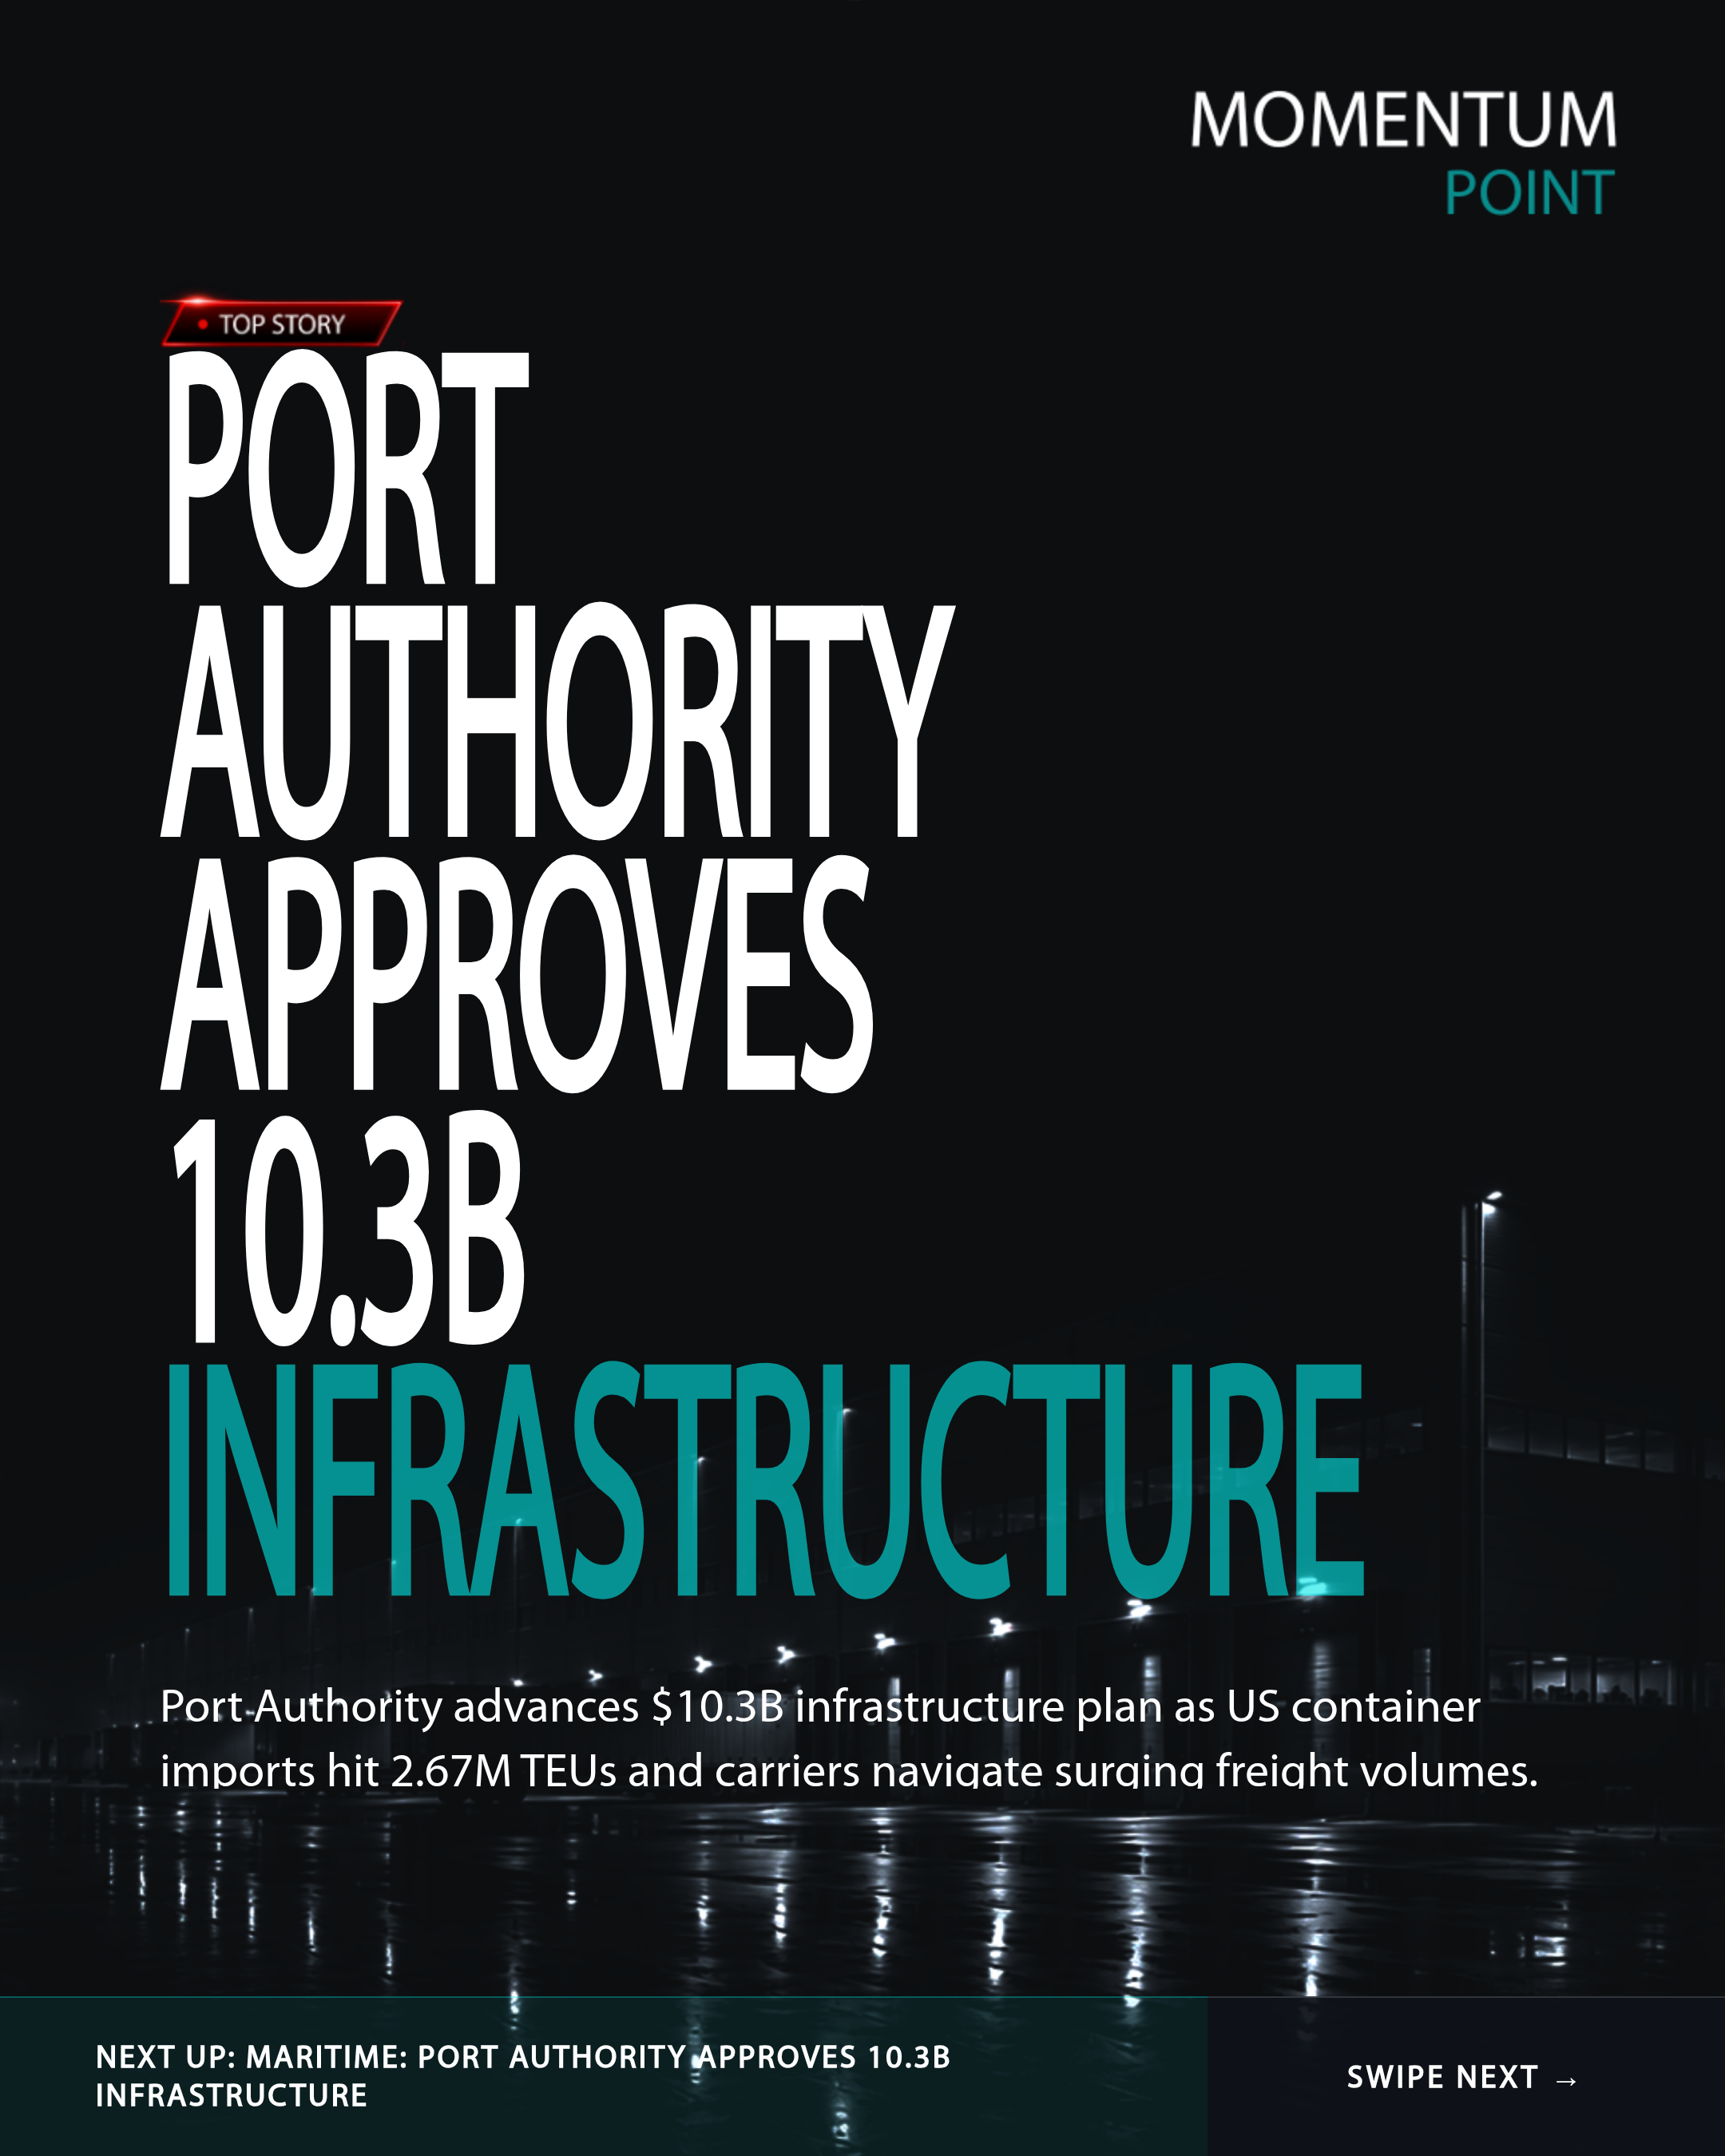 MOMENTUM
POINT
TOP STORY
PORT
AUTHORITY
APPROVES
10.3B
INFRASTRUCTURE
Port Authority advances $10.3B infrastructure plan as US container
imports hit 2.67M TEUs and carriers navigate surging freight volumes.
NEXT UP: MARITIME: PORT AUTHORITY APPROVES 10.3B
INFRASTRUCTURE
SWIPE NEXT →